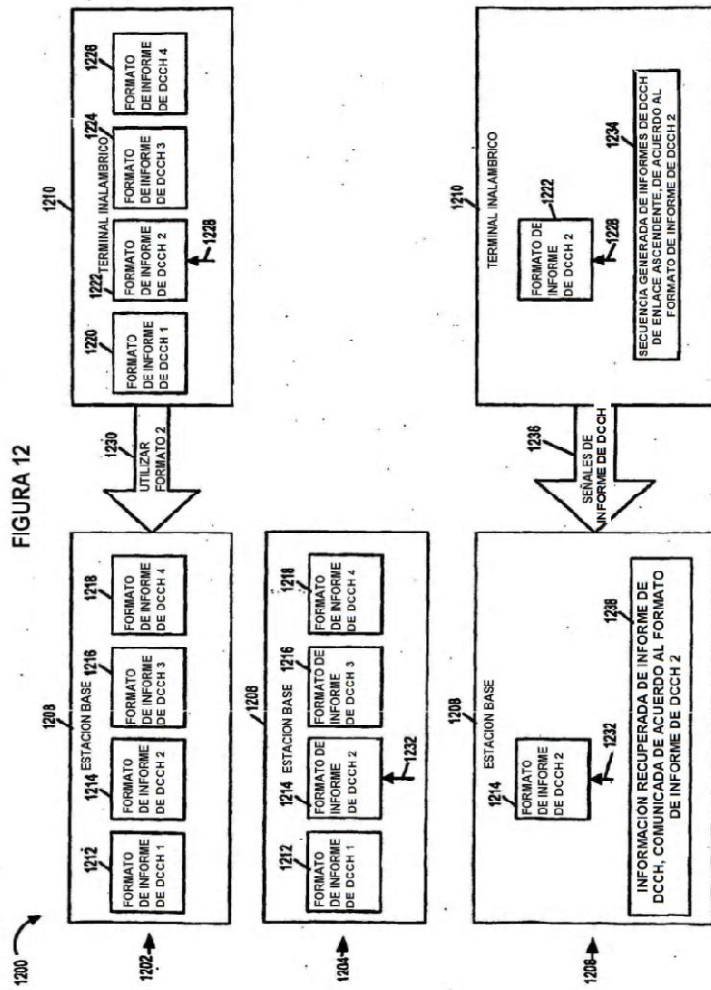 FIGURA 12
1200
1202
1208
ESTACION BASE
1212
FORMATO
DE INFORME
DE DCCH 1
1214
FORMATO
DE INFORME
DE DCCH 2
1216
FORMATO
DE INFORME
DE DCCH 3
1218
FORMATO
DE INFORME
DE DCCH 4
1230
UTILIZAR
FORMATO 2
1210
TERMINAL INALAMBRICO
1220
FORMATO
DE INFORME
DE DCCH 1
1222
FORMATO
DE INFORME
DE DCCH 2
1224
FORMATO
DE INFORME
DE DCCH 3
1226
FORMATO
DE INFORME
DE DCCH 4
1228
1204
1208
ESTACION BASE
1212
FORMATO
DE INFORME
DE DCCH 1
1214
FORMATO DE
INFORME
DE DCCH 2
1216
FORMATO DE
INFORME
DE DCCH 3
1218
FORMATO
DE INFORME
DE DCCH 4
1232
1208
1208
ESTACION BASE
1214
FORMATO
DE INFORME
DE DCCH 2
1232
1238
INFORMACION RECUPERADA DE INFORME DE
DCCH, COMUNICADA DE ACUERDO AL FORMATO
DE INFORME DE DCCH 2
1236
SEÑALES DE
INFORME DE DCCH
1210
TERMINAL INALAMBRICO
1222
FORMATO DE
INFORME
DE DCCH 2
1228
1234
SECUENCIA GENERADA DE INFORMES DE DCCH
DE ENLACE ASCENDENTE, DE ACUERDO AL
FORMATO DE INFORME DE DCCH 2